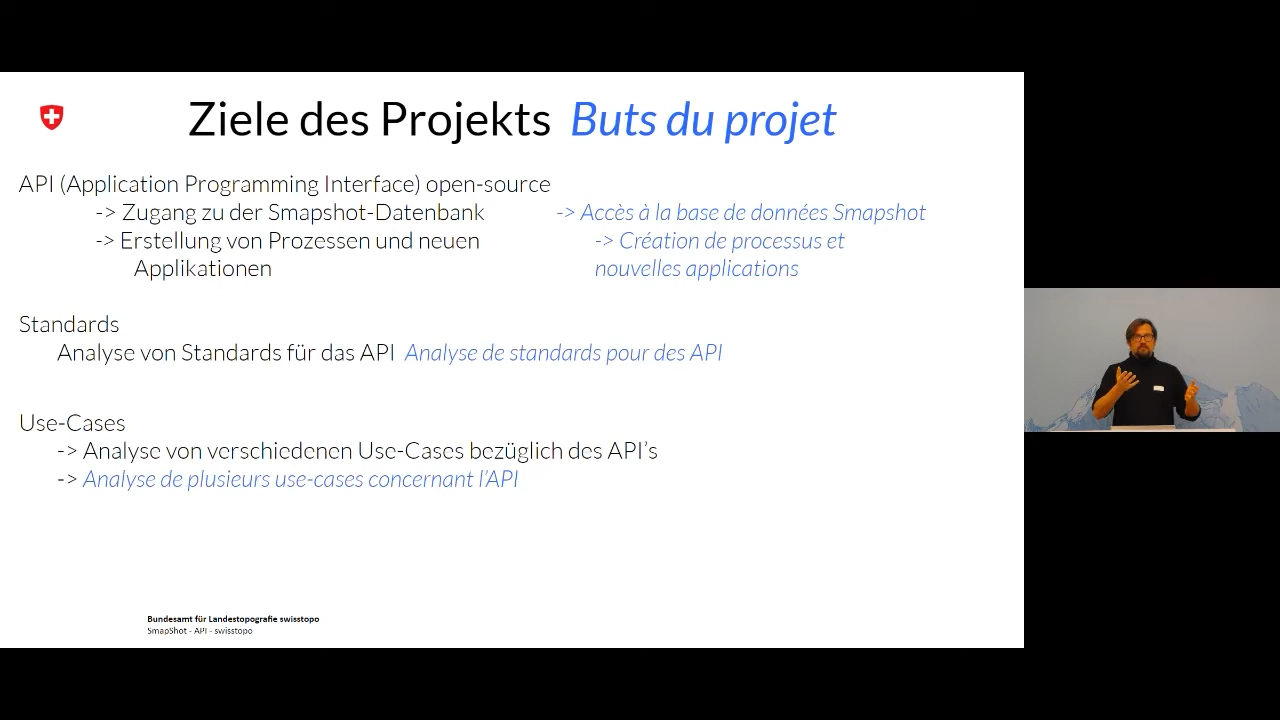 Ziele des Projekts Buts du projet
API (Application Programming Interface) open-source
-> Zugang zu der Smapshot-Datenbank -> Accès à la base de données Smapshot
-> Erstellung von Prozessen und neuen -> Création de processus et
Applikationen nouvelles applications
Standards
Analyse von Standards für das API Analyse de standards pour des API
Use-Cases
-> Analyse von verschiedenen Use-Cases bezüglich des API’s
-> Analyse de plusieurs use-cases concernant l’API
Bundesamt für Landestopografie swisstopo
SmapShot - API - swisstopo